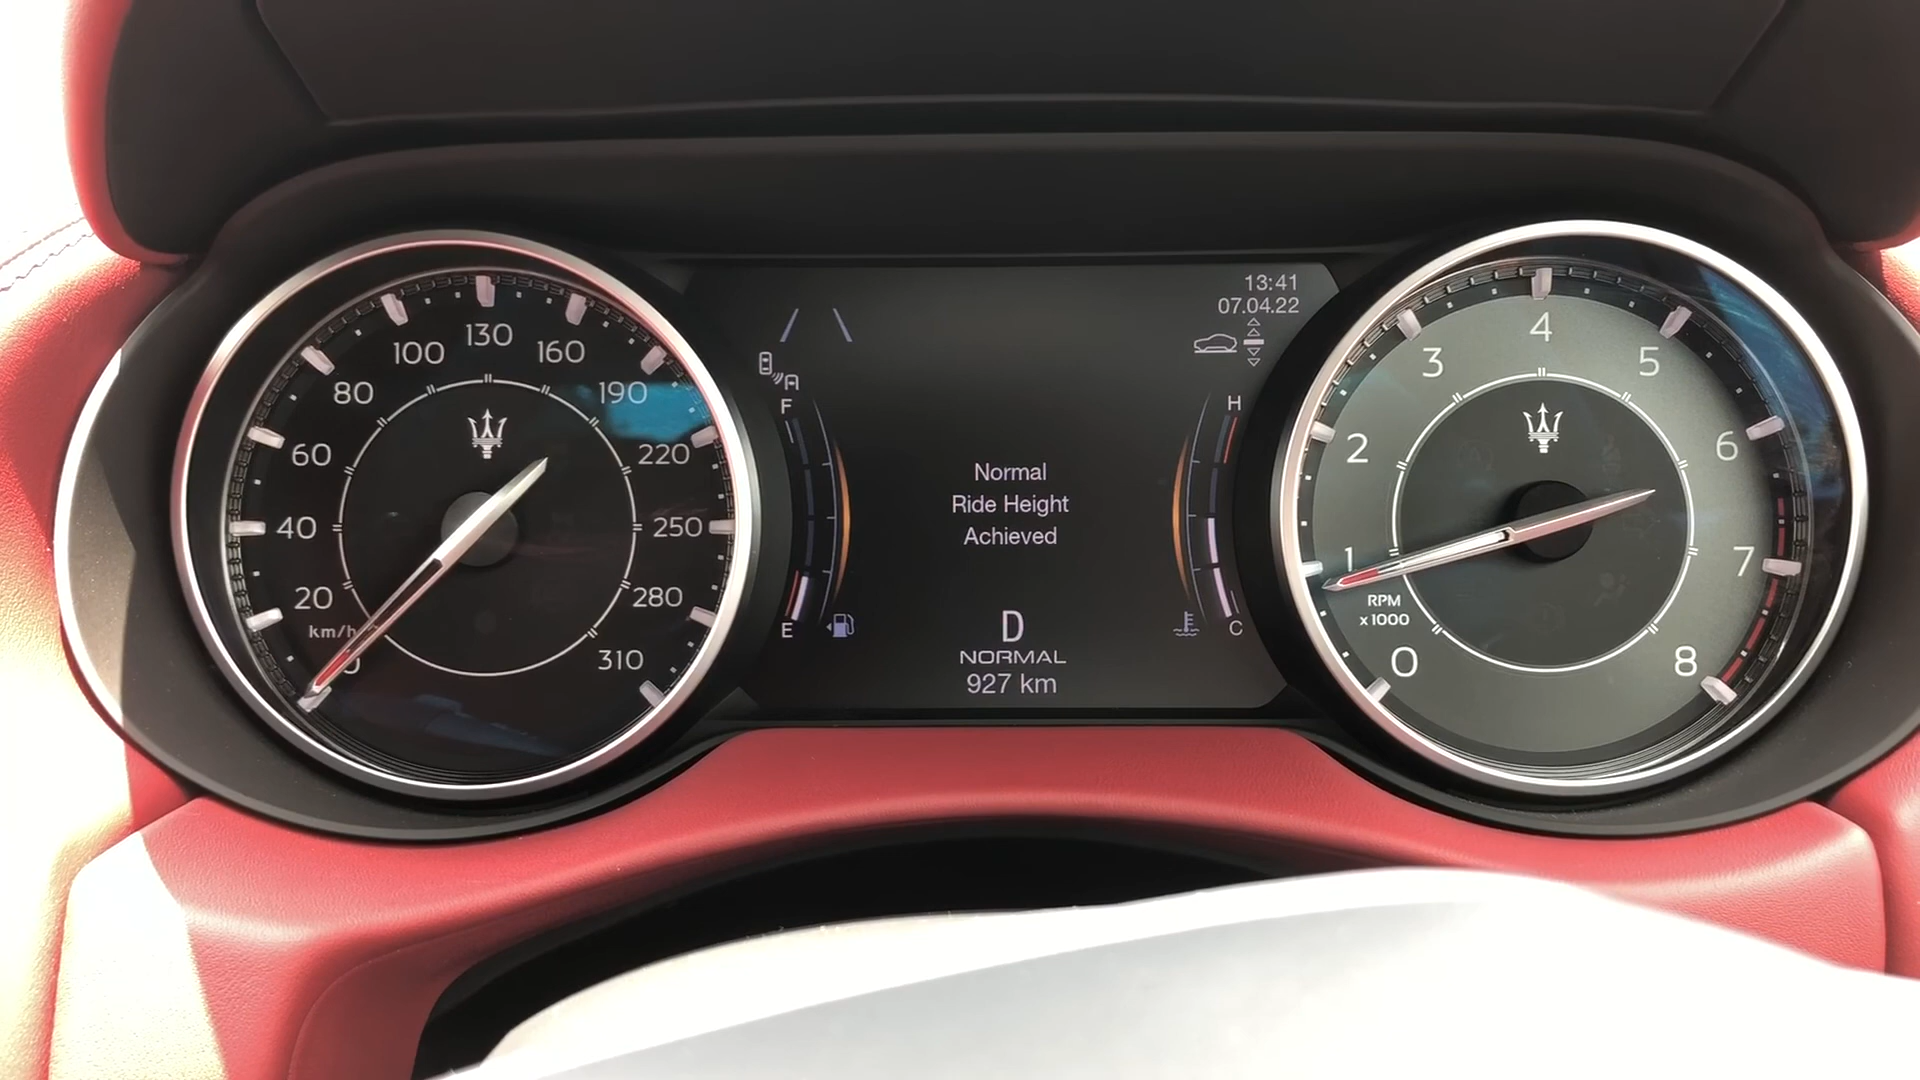 0
20
40
60
80
100
130
160
190
220
250
280
310
km/h
13:41
07.04.22
A
F
E
H
C
Normal
Ride Height
Achieved
D
NORMAL
927 km
0
1
2
3
4
5
6
7
8
RPM
x1000